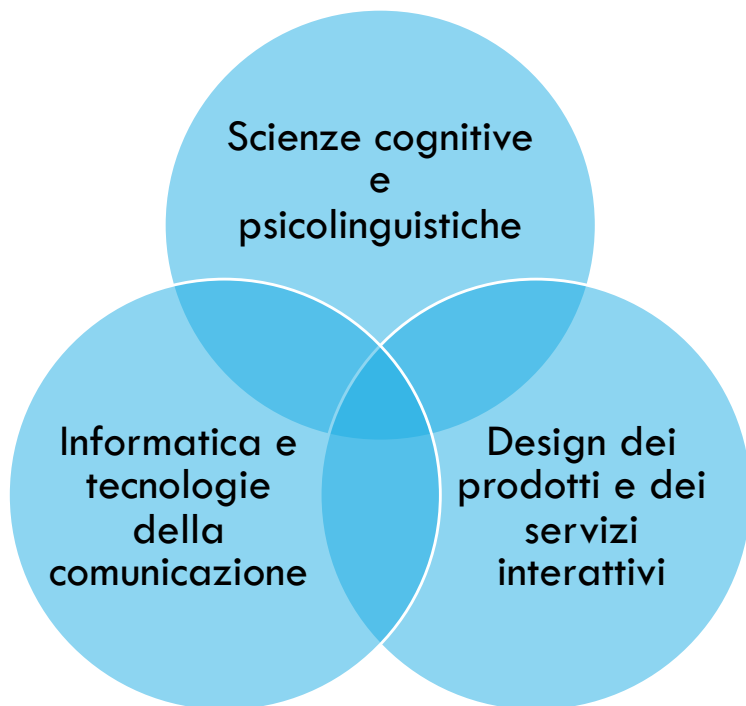 Scienze cognitive
e
psicolinguistiche
Informatica e
tecnologie
della
comunicazione
Design dei
prodotti e dei
servizi
interattivi